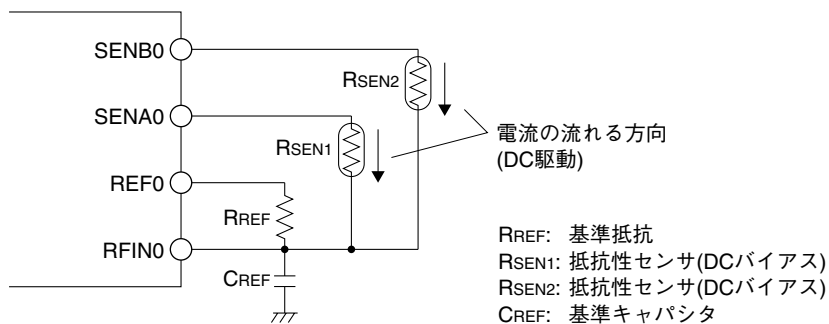 SENB0
RSEN2
SENA0
RSEN1
電流の流れる方向
(DC駆動)
REF0
RREF
RFIN0
CREF
RREF: 基準抵抗
RSEN1: 抵抗性センサ(DCバイアス)
RSEN2: 抵抗性センサ(DCバイアス)
CREF: 基準キャパシタ